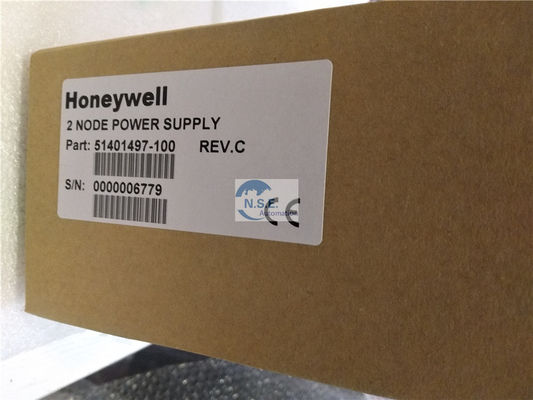 Honeywell
2 NODE POWER SUPPLY
Part: 51401497-100 REV.C
S/N: 0000006779
N.S.E.
Automation
CE